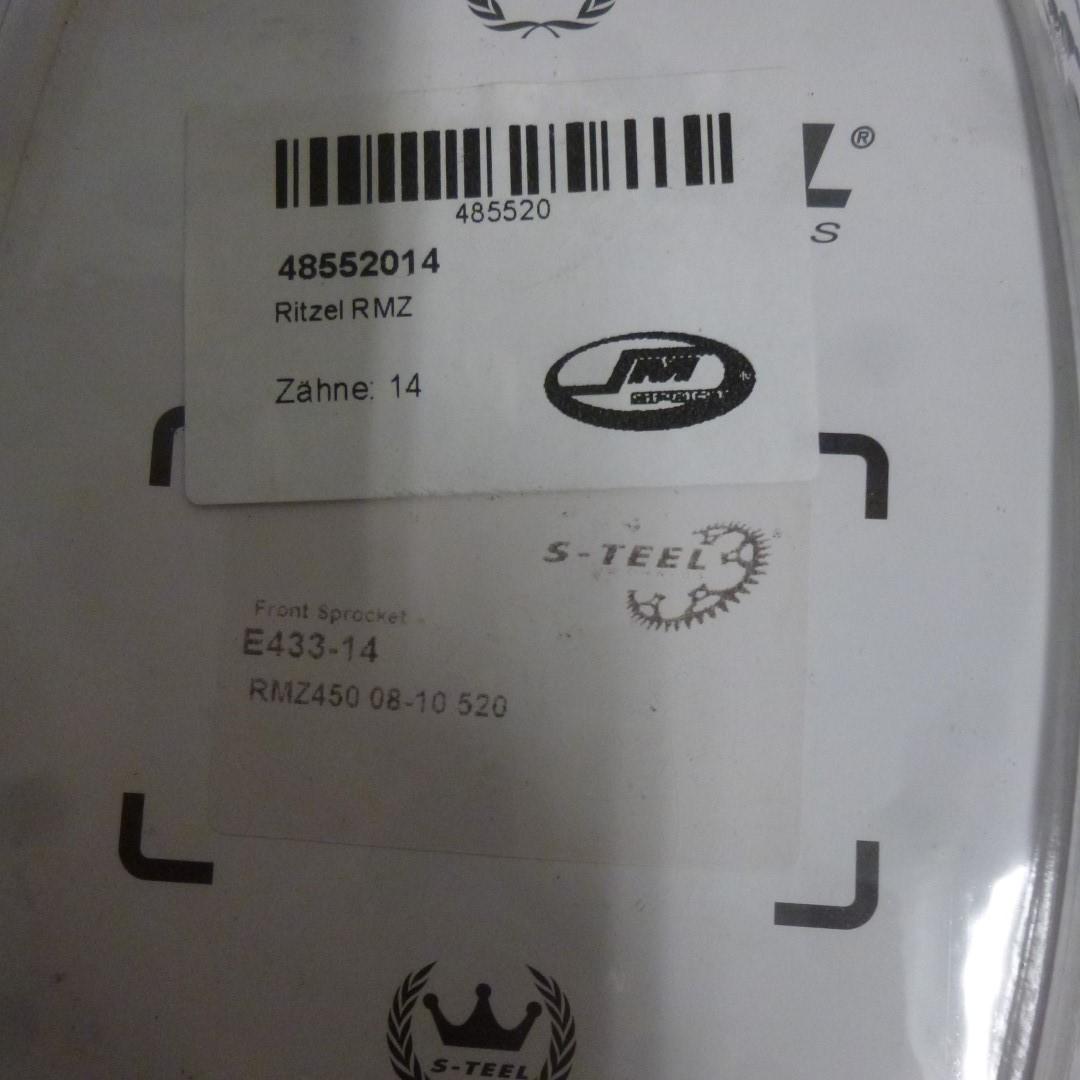 485520
48552014
Ritzel RMZ
Zähne: 14
®
S
S-TEEL
Front Sprocket
E433-14
RMZ450 08-10 520
S-TEEL